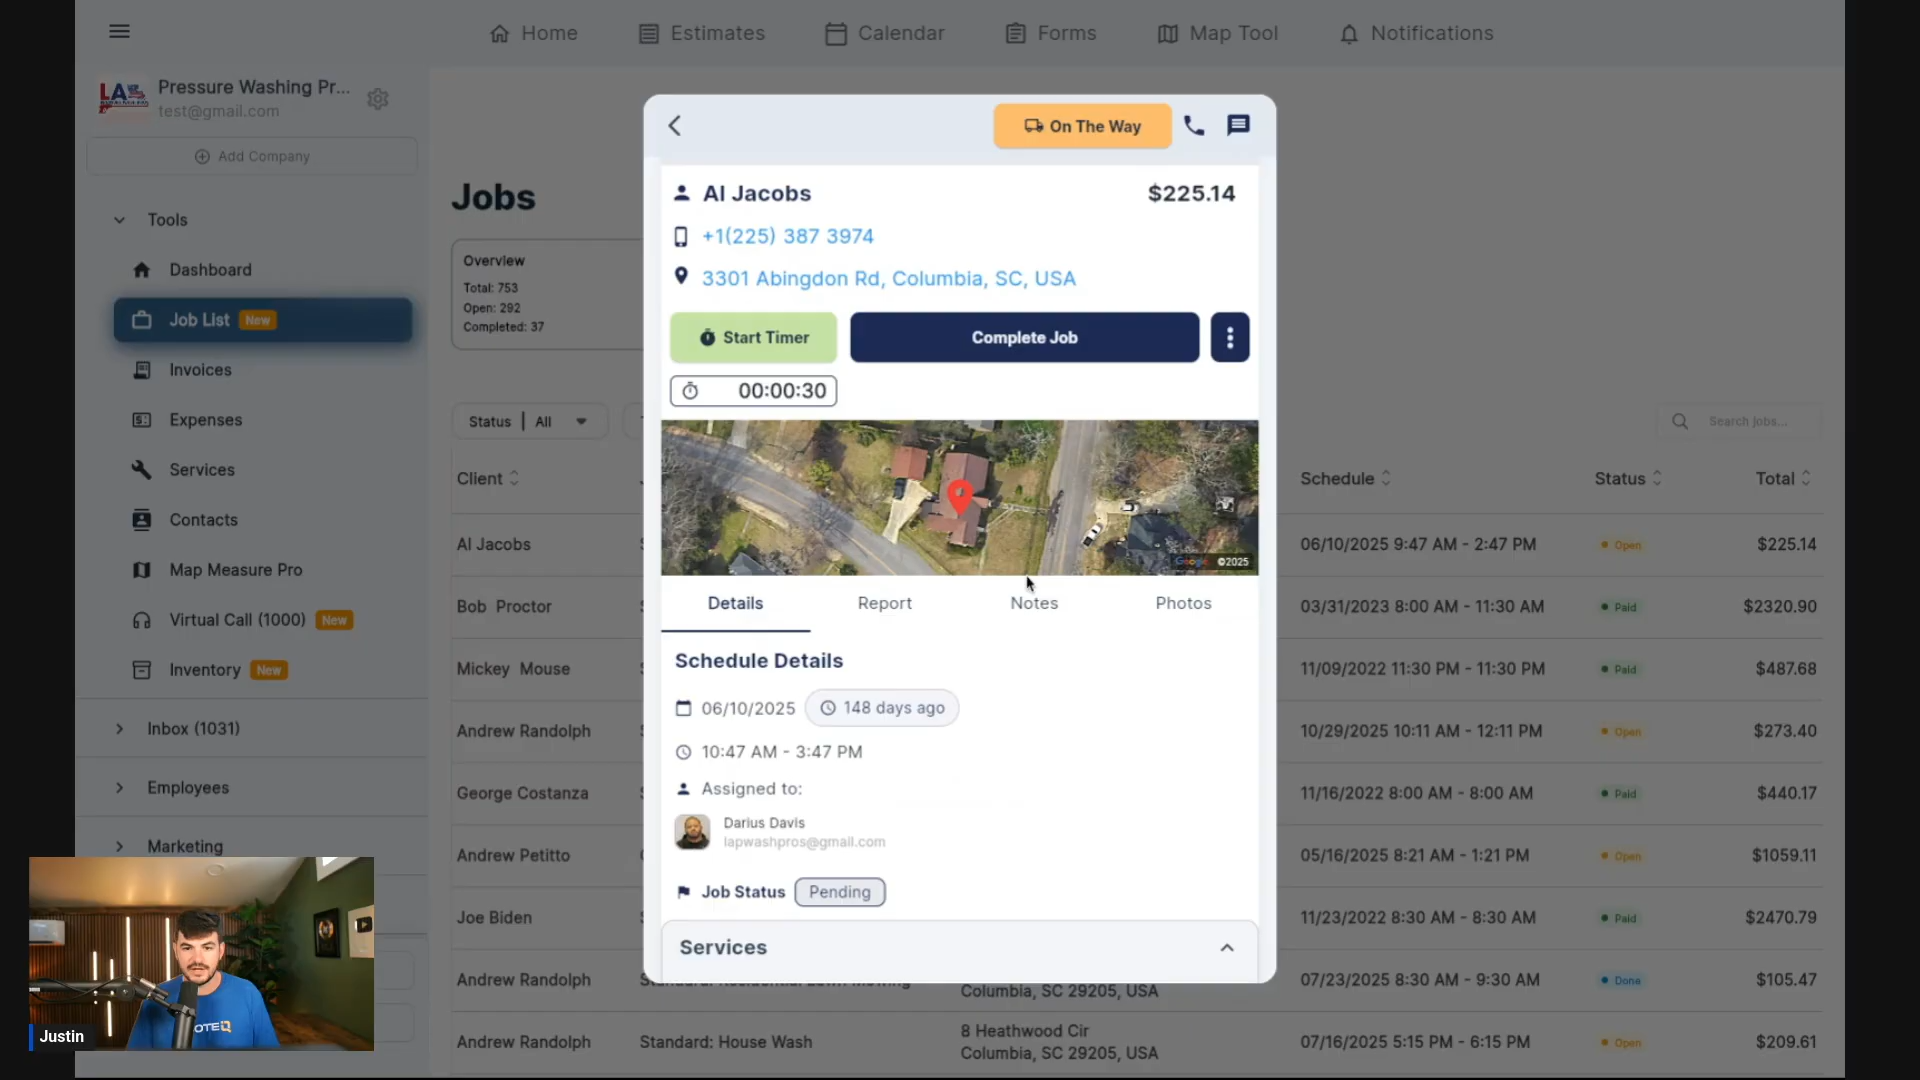 Home
Estimates
Calendar
Forms
Map Tool
Notifications
LA
Pressure Washing Pr...
test@gmail.com
Add Company
Tools
Dashboard
Job List New
Invoices
Expenses
Services
Contacts
Map Measure Pro
Virtual Call (1000) New
Inventory New
Inbox (1031)
Employees
Marketing
Jobs
Overview
Total: 753
Open: 292
Completed: 37
Status | All
Search jobs...
Client
Schedule
Status
Total
Al Jacobs
06/10/2025 9:47 AM - 2:47 PM
Open
$225.14
Bob Proctor
03/31/2023 8:00 AM - 11:30 AM
Paid
$2320.90
Mickey Mouse
11/09/2022 11:30 PM - 11:30 PM
Paid
$487.68
Andrew Randolph
10/29/2025 10:11 AM - 12:11 PM
Open
$273.40
George Costanza
11/16/2022 8:00 AM - 8:00 AM
Paid
$440.17
Andrew Petitto
05/16/2025 8:21 AM - 1:21 PM
Open
$1059.11
Joe Biden
11/23/2022 8:30 AM - 8:30 AM
Paid
$2470.79
Andrew Randolph
Columbia, SC 29205, USA
07/23/2025 8:30 AM - 9:30 AM
Done
$105.47
Andrew Randolph
Standard: House Wash
8 Heathwood Cir
Columbia, SC 29205, USA
07/16/2025 5:15 PM - 6:15 PM
Open
$209.61
On The Way
Al Jacobs
$225.14
+1(225) 387 3974
3301 Abingdon Rd, Columbia, SC, USA
Start Timer
Complete Job
00:00:30
Google ©2025
Details
Report
Notes
Photos
Schedule Details
06/10/2025
148 days ago
10:47 AM - 3:47 PM
Assigned to:
Darius Davis
lapwashpros@gmail.com
Job Status Pending
Services
OTEIQ
Justin